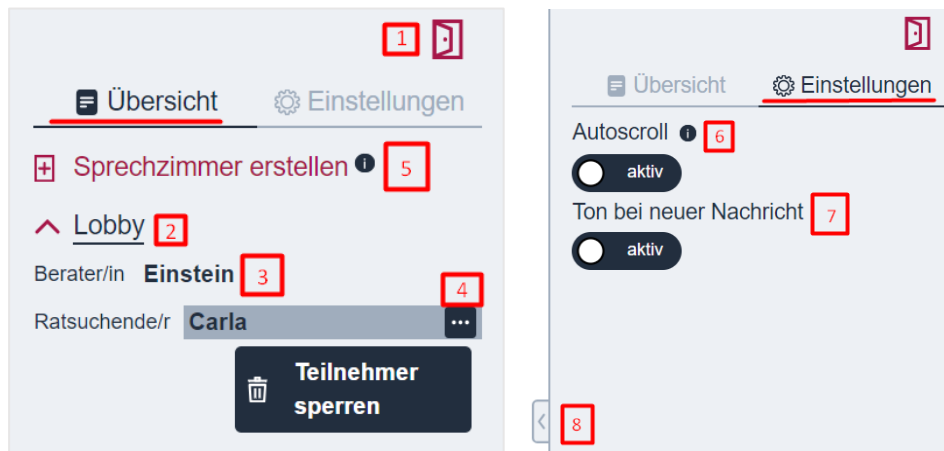 1
Übersicht Einstellungen
Sprechzimmer erstellen i 5
Lobby 2
Berater/in Einstein 3
4
Ratsuchende/r Carla ...
Teilnehmer
sperren
Übersicht Einstellungen
Autoscroll i 6
aktiv
Ton bei neuer Nachricht 7
aktiv
8